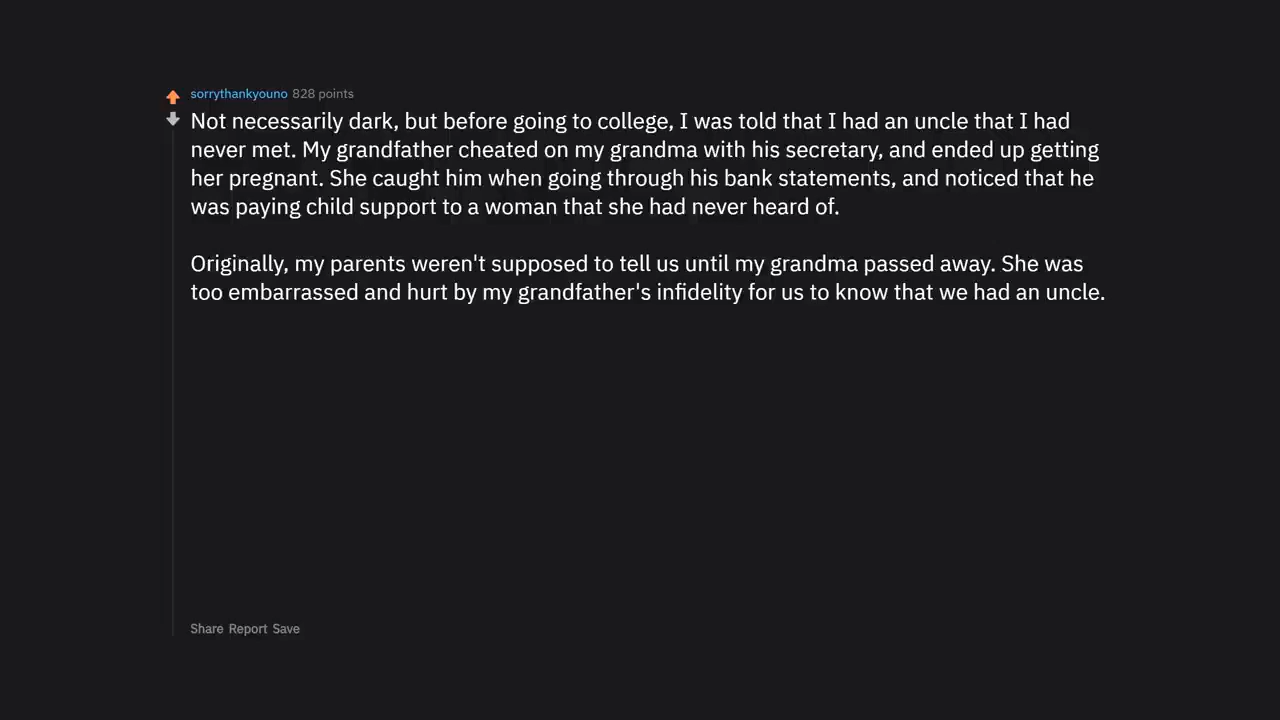 sorrythankyouno 828 points
Not necessarily dark, but before going to college, I was told that I had an uncle that I had
never met. My grandfather cheated on my grandma with his secretary, and ended up getting
her pregnant. She caught him when going through his bank statements, and noticed that he
was paying child support to a woman that she had never heard of.
Originally, my parents weren't supposed to tell us until my grandma passed away. She was
too embarrassed and hurt by my grandfather's infidelity for us to know that we had an uncle.
Share Report Save